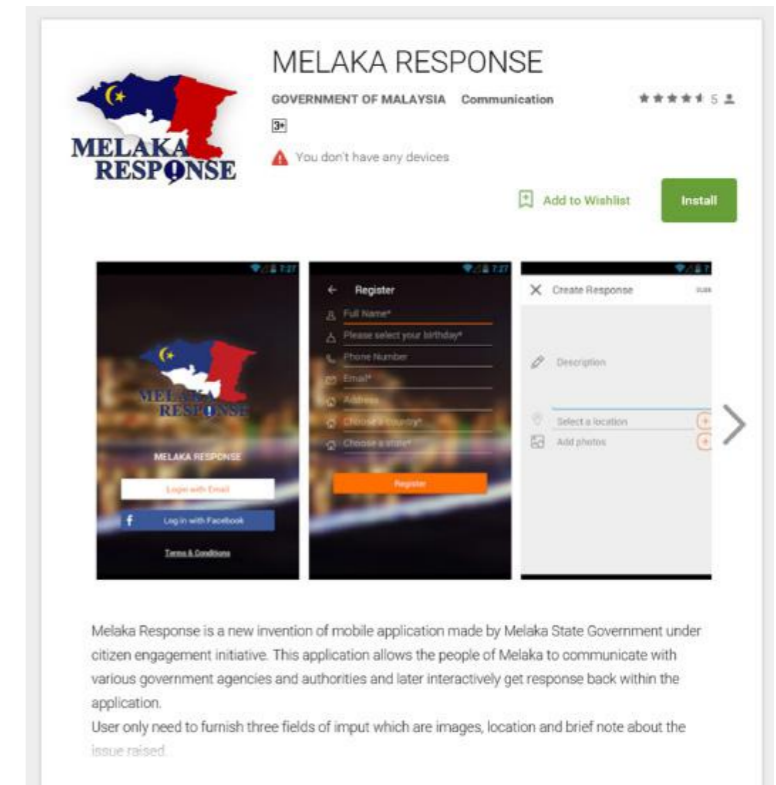 MELAKA RESPONSE
GOVERNMENT OF MALAYSIA Communication 5
3+
You don't have any devices
Add to Wishlist Install
MELAKA
RESPONSE
7:27
MELAKA
RESPONSE
MELAKA RESPONSE
Login with Email
f Log in with Facebook
Terms & Conditions
7:27
Register
Full Name*
Please select your birthday*
Phone Number
Email*
Address
Choose a country*
Choose a state*
Register
Create Response
Description
Select a location
Add photos
Melaka Response is a new invention of mobile application made by Melaka State Government under
citizen engagement initiative. This application allows the people of Melaka to communicate with
various government agencies and authorities and later interactively get response back within the
application.
User only need to furnish three fields of imput which are images, location and brief note about the
issue raised.